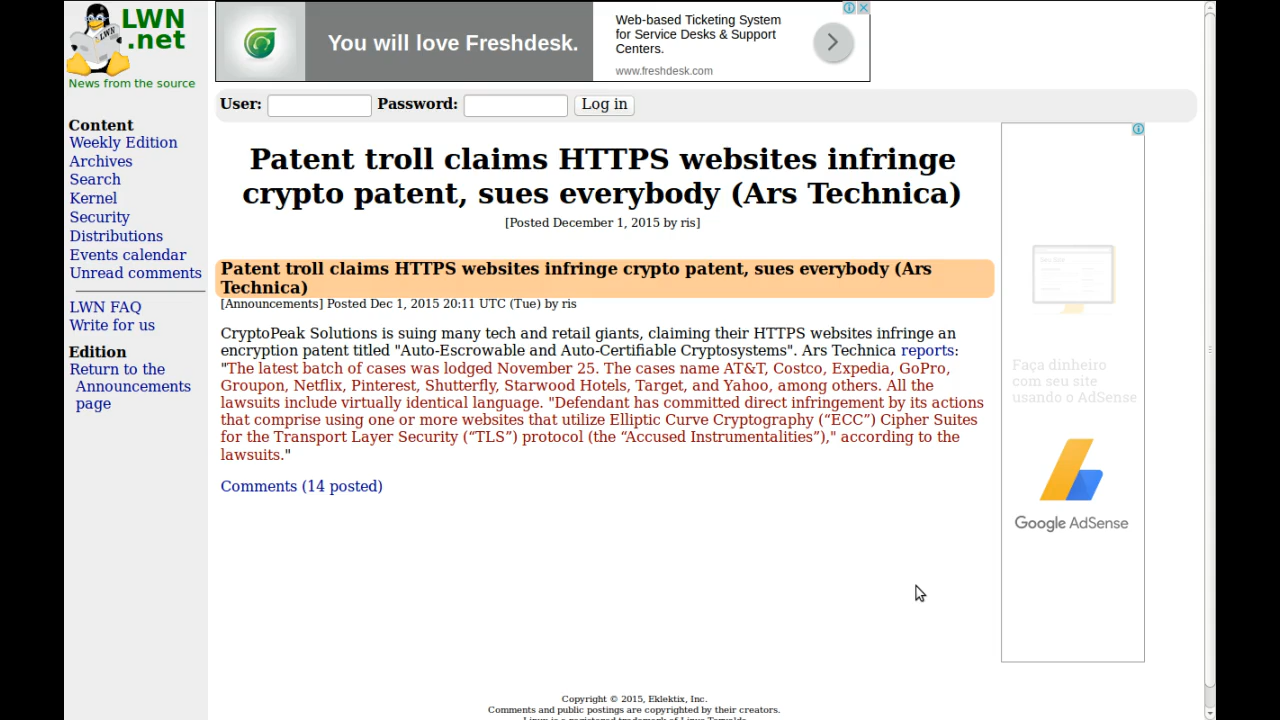 LWN
.net
News from the source
Content
Weekly Edition
Archives
Search
Kernel
Security
Distributions
Events calendar
Unread comments
LWN FAQ
Write for us
Edition
Return to the
Announcements
page
You will love Freshdesk.
Web-based Ticketing System
for Service Desks & Support
Centers.
www.freshdesk.com
User: Password: Log in
Patent troll claims HTTPS websites infringe
crypto patent, sues everybody (Ars Technica)
[Posted December 1, 2015 by ris]
Patent troll claims HTTPS websites infringe crypto patent, sues everybody (Ars
Technica)
[Announcements] Posted Dec 1, 2015 20:11 UTC (Tue) by ris
CryptoPeak Solutions is suing many tech and retail giants, claiming their HTTPS websites infringe an
encryption patent titled "Auto-Escrowable and Auto-Certifiable Cryptosystems". Ars Technica reports:
"The latest batch of cases was lodged November 25. The cases name AT&T, Costco, Expedia, GoPro,
Groupon, Netflix, Pinterest, Shutterfly, Starwood Hotels, Target, and Yahoo, among others. All the
lawsuits include virtually identical language. "Defendant has committed direct infringement by its actions
that comprise using one or more websites that utilize Elliptic Curve Cryptography (“ECC”) Cipher Suites
for the Transport Layer Security (“TLS”) protocol (the “Accused Instrumentalities”)," according to the
lawsuits."
Comments (14 posted)
Faça dinheiro
com seu site
usando o AdSense
Google AdSense
Copyright © 2015, Eklektix, Inc.
Comments and public postings are copyrighted by their creators.
Linux is a registered trademark of Linus Torvalds